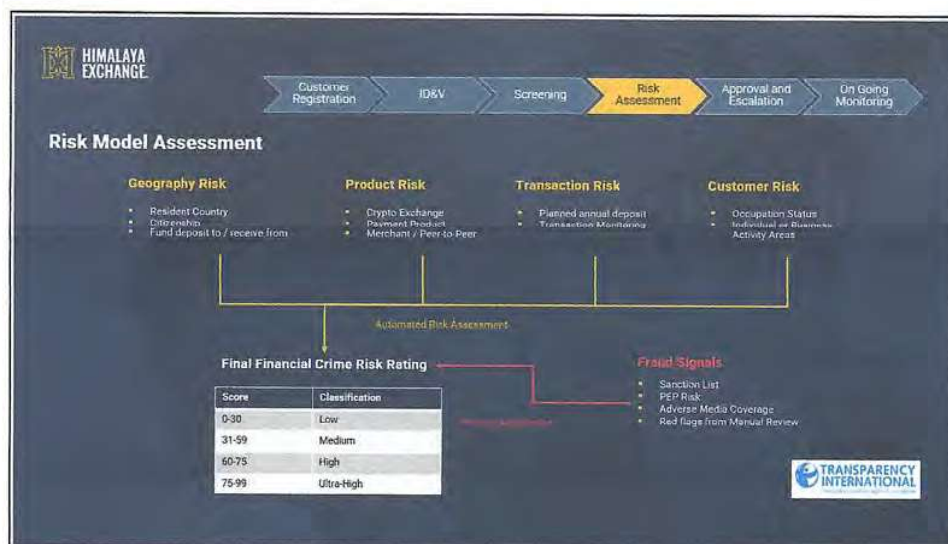 HIMALAYA
EXCHANGE
Customer
Registration
ID&V
Screening
Risk
Assessment
Approval and
Escalation
On Going
Monitoring
Risk Model Assessment
Geography Risk
Resident Country
Citizenship
Fund deposit to / receive from
Product Risk
Crypto Exchange
Payment Product
Merchant / Peer-to-Peer
Transaction Risk
Planned annual deposit
Transaction Monitoring
Customer Risk
Occupation Status
Individual or Business
Activity Areas
Automated Risk Assessment
Final Financial Crime Risk Rating
Score Classification
0-30 Low
31-59 Medium
60-75 High
75-99 Ultra-High
Fraud Signals
Sanction List
PEP Risk
Adverse Media Coverage
Red flags from Manual Review
TRANSPARENCY
INTERNATIONAL